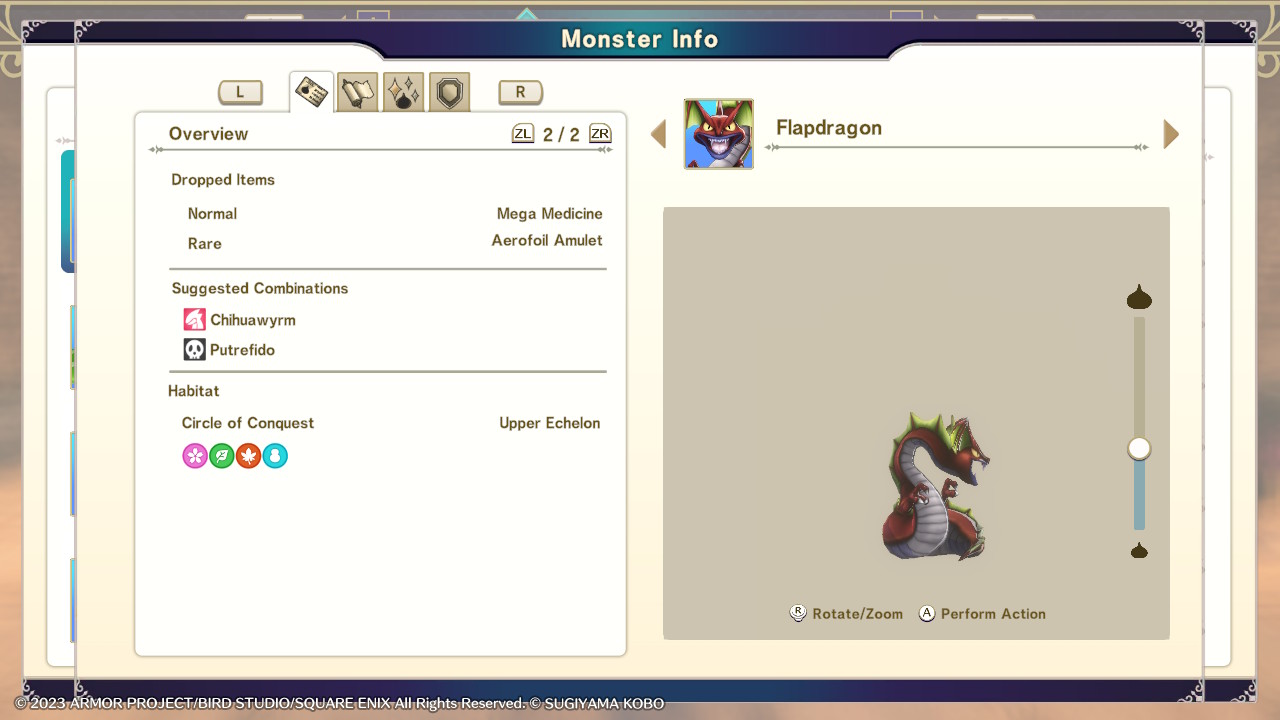 Monster Info
L
R
Overview
ZL 2 / 2 ZR
Flapdragon
Dropped Items
Normal Mega Medicine
Rare Aerofoil Amulet
Suggested Combinations
Chihuawyrm
Putrefido
Habitat
Circle of Conquest Upper Echelon
R Rotate/Zoom A Perform Action
© 2023 ARMOR PROJECT/BIRD STUDIO/SQUARE ENIX All Rights Reserved. © SUGIYAMA KOBO